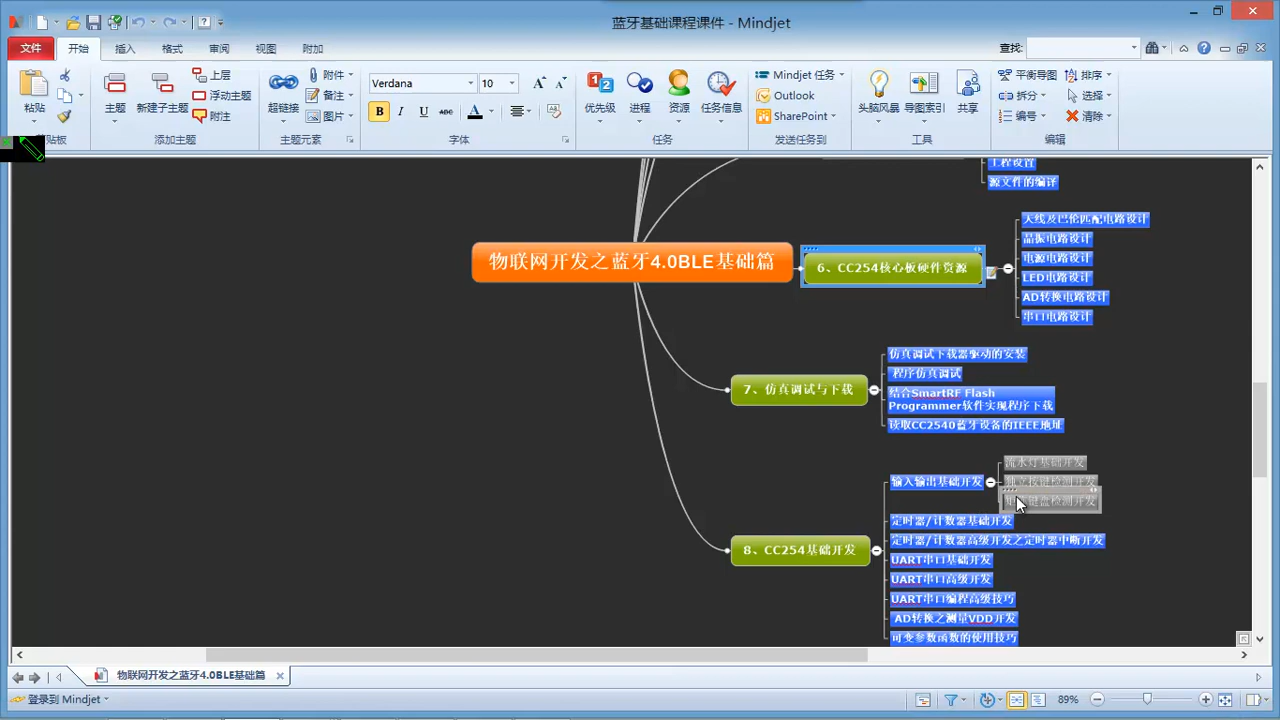 蓝牙基础课程课件 - Mindjet
文件 开始 插入 格式 审阅 视图 附加 查找:
粘贴 主题 新建子主题 上层 浮动主题 附注 超链接 附件 备注 图片 Verdana 10 B I U abc A 优先级 进程 资源 任务信息 Mindjet 任务 Outlook SharePoint 头脑风暴 导图索引 共享 平衡导图 拆分 编号 排序 选择 清除
贴板 添加主题 主题元素 字体 任务 发送任务到 工具 编辑
工程设置
源文件的编译
物联网开发之蓝牙4.0BLE基础篇
6、CC254核心板硬件资源
天线及巴伦匹配电路设计
晶振电路设计
电源电路设计
LED电路设计
AD转换电路设计
串口电路设计
7、仿真调试与下载
仿真调试下载器驱动的安装
程序仿真调试
结合SmartRF Flash
Programmer软件实现程序下载
读取CC2540蓝牙设备的IEEE地址
8、CC254基础开发
输入输出基础开发
流水灯基础开发
独立按键检测开发
键盘检测开发
定时器/计数器基础开发
定时器/计数器高级开发之定时器中断开发
UART串口基础开发
UART串口高级开发
UART串口编程高级技巧
AD转换之测量VDD开发
可变参数函数的使用技巧
物联网开发之蓝牙4.0BLE基础篇
登录到 Mindjet 89%